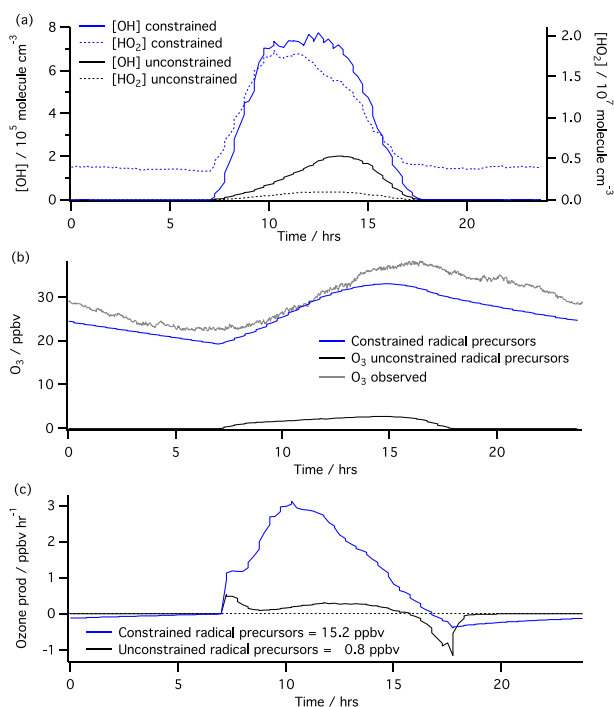 (a)
[OH] constrained
[HO2] constrained
[OH] unconstrained
[HO2] unconstrained
8
6
4
2
0
[OH] / 10^5 molecule cm^-3
2.0
1.5
1.0
0.5
0.0
[HO2] / 10^7 molecule cm^-3
0 5 10 15 20
Time / hrs
(b)
30
20
10
0
O3 / ppbv
Constrained radical precursors
O3 unconstrained radical precursors
O3 observed
0 5 10 15 20
Time / hrs
(c)
3
2
1
0
-1
Ozone prod / ppbv hr^-1
Constrained radical precursors = 15.2 ppbv
Unconstrained radical precursors = 0.8 ppbv
0 5 10 15 20
Time / hrs